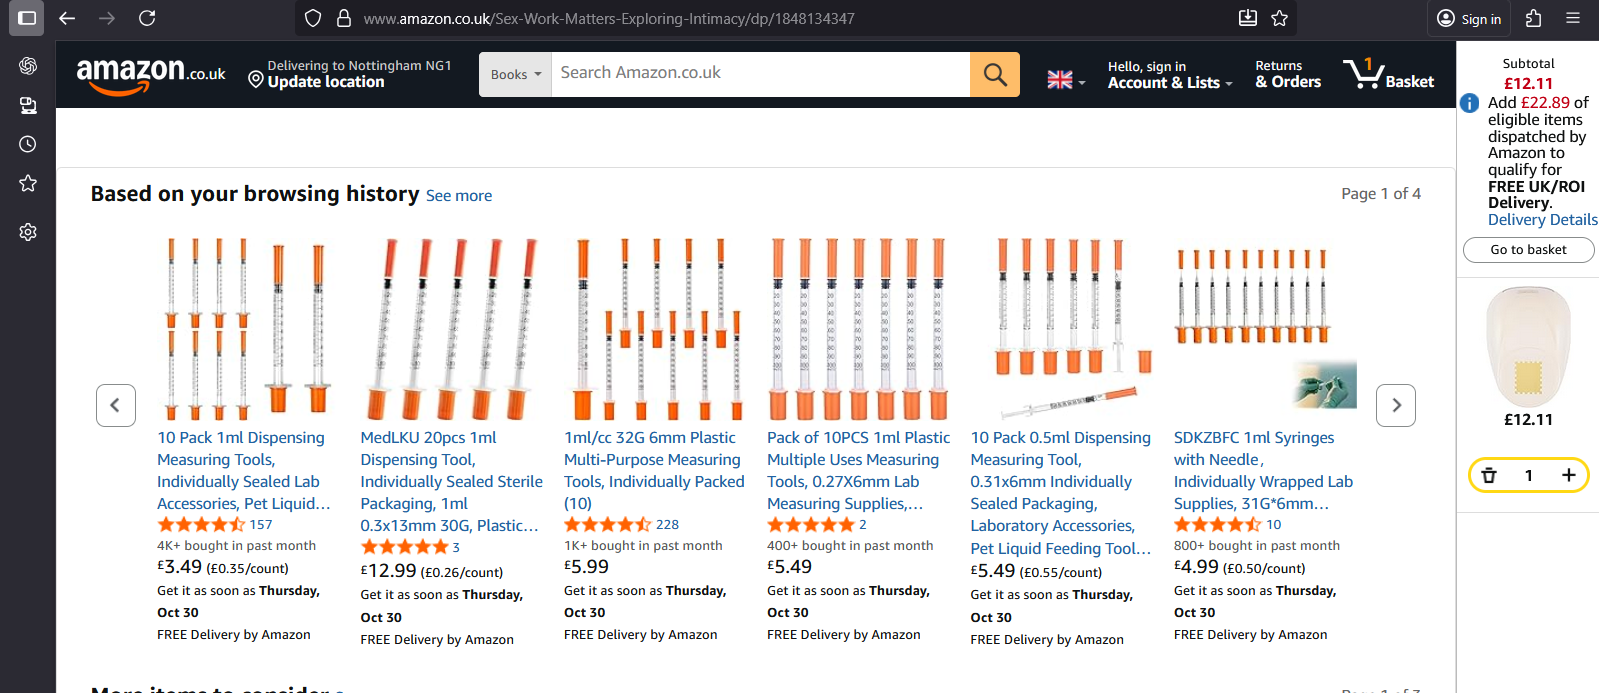 www.amazon.co.uk/Sex-Work-Matters-Exploring-Intimacy/dp/1848134347
Sign in
amazon.co.uk
Delivering to Nottingham NG1
Update location
Books
Search Amazon.co.uk
Hello, sign in
Account & Lists
Returns
& Orders
1
Basket
Subtotal
£12.11
Add £22.89 of
eligible items
dispatched by
Amazon to
qualify for
FREE UK/ROI
Delivery.
Delivery Details
Go to basket
£12.11
1
Based on your browsing history See more
Page 1 of 4
10 Pack 1ml Dispensing
Measuring Tools,
Individually Sealed Lab
Accessories, Pet Liquid…
157
4K+ bought in past month
£3.49 (£0.35/count)
Get it as soon as Thursday,
Oct 30
FREE Delivery by Amazon
MedLKU 20pcs 1ml
Dispensing Tool,
Individually Sealed Sterile
Packaging, 1ml
0.3x13mm 30G, Plastic…
3
£12.99 (£0.26/count)
Get it as soon as Thursday,
Oct 30
FREE Delivery by Amazon
1ml/cc 32G 6mm Plastic
Multi-Purpose Measuring
Tools, Individually Packed
(10)
228
1K+ bought in past month
£5.99
Get it as soon as Thursday,
Oct 30
FREE Delivery by Amazon
Pack of 10PCS 1ml Plastic
Multiple Uses Measuring
Tools, 0.27X6mm Lab
Measuring Supplies,…
2
400+ bought in past month
£5.49
Get it as soon as Thursday,
Oct 30
FREE Delivery by Amazon
10 Pack 0.5ml Dispensing
Measuring Tool,
0.31x6mm Individually
Sealed Packaging,
Laboratory Accessories,
Pet Liquid Feeding Tool…
£5.49 (£0.55/count)
Get it as soon as Thursday,
Oct 30
FREE Delivery by Amazon
SDKZBFC 1ml Syringes
with Needle,
Individually Wrapped Lab
Supplies, 31G*6mm…
10
800+ bought in past month
£4.99 (£0.50/count)
Get it as soon as Thursday,
Oct 30
FREE Delivery by Amazon
More items to consider
Page 1 of 3